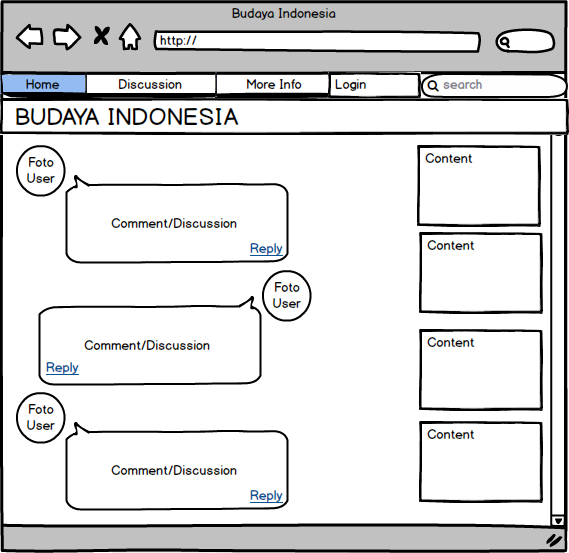 Budaya Indonesia
http://
Home
Discussion
More Info
Login
search
BUDAYA INDONESIA
Foto
User
Comment/Discussion
Reply
Foto
User
Comment/Discussion
Reply
Foto
User
Comment/Discussion
Reply
Content
Content
Content
Content